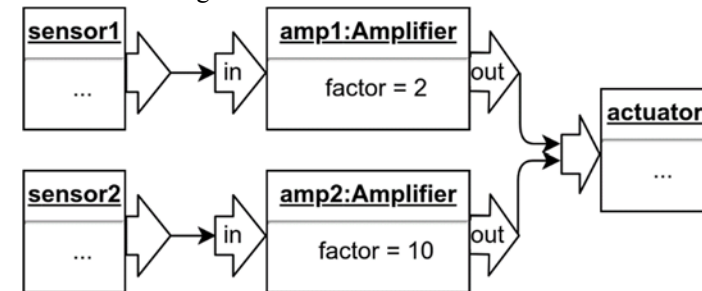 sensor1
...
in
amp1:Amplifier
factor = 2
out
actuator
...
sensor2
...
in
amp2:Amplifier
factor = 10
out